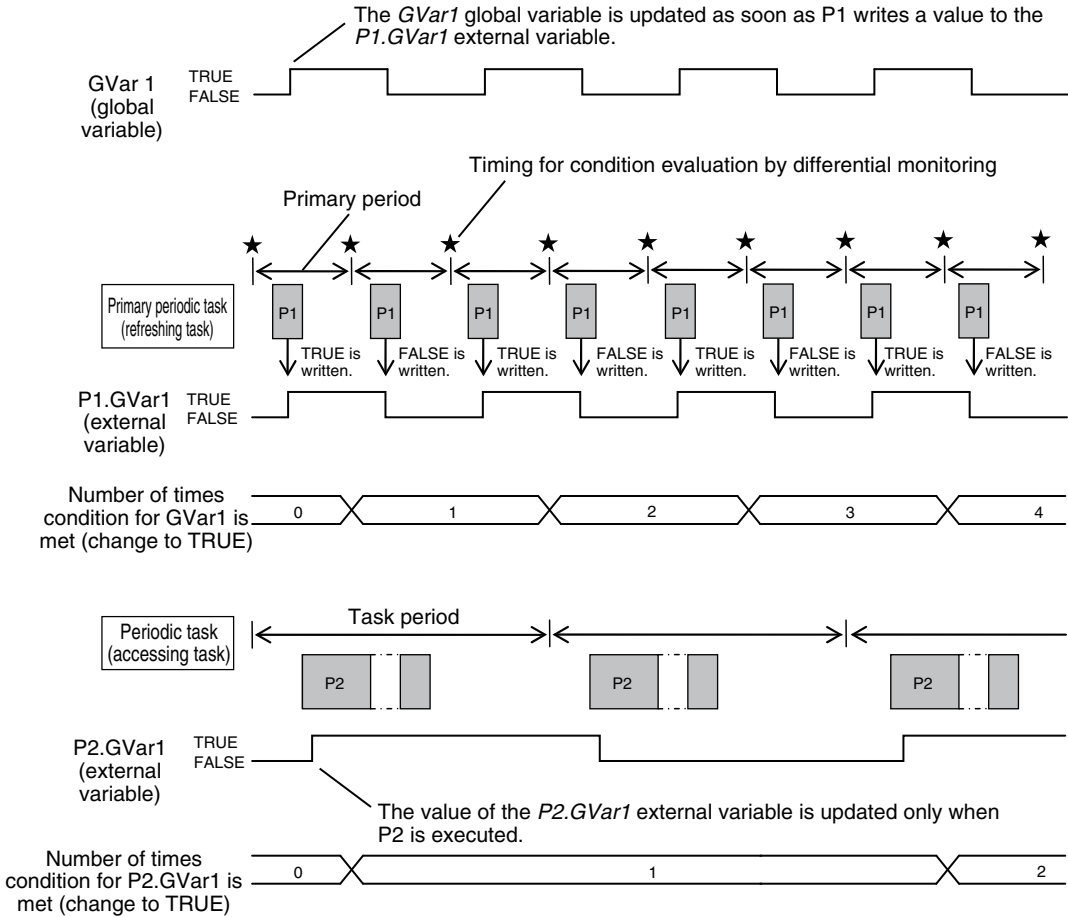 The GVar1 global variable is updated as soon as P1 writes a value to the
P1.GVar1 external variable.
GVar 1
(global
variable)
TRUE
FALSE
Timing for condition evaluation by differential monitoring
Primary period
★ ★ ★ ★ ★ ★ ★ ★ ★
Primary periodic task
(refreshing task)
P1 P1 P1 P1 P1 P1 P1 P1
TRUE is written.
FALSE is written.
TRUE is written.
FALSE is written.
TRUE is written.
FALSE is written.
TRUE is written.
FALSE is written.
P1.GVar1
(external
variable)
TRUE
FALSE
Number of times
condition for GVar1 is
met (change to TRUE)
0 1 2 3 4
Periodic task
(accessing task)
Task period
P2 P2 P2
P2.GVar1
(external
variable)
TRUE
FALSE
The value of the P2.GVar1 external variable is updated only when
P2 is executed.
Number of times
condition for P2.GVar1 is
met (change to TRUE)
0 1 2